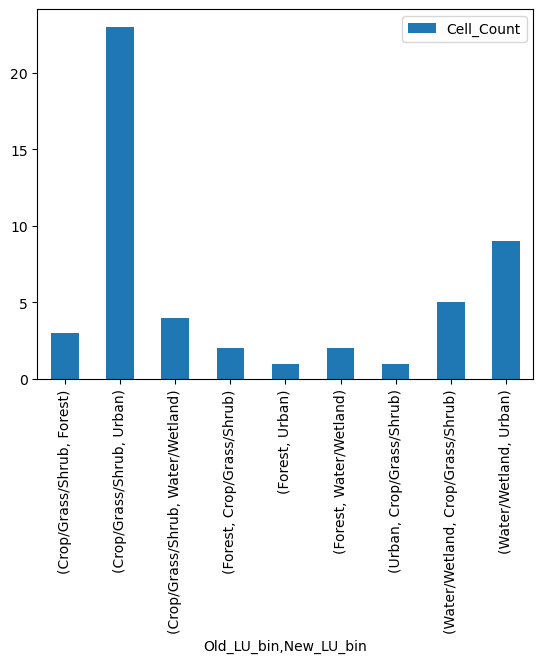 Cell_Count
20
15
10
5
0
(Crop/Grass/Shrub, Forest)
(Crop/Grass/Shrub, Urban)
(Crop/Grass/Shrub, Water/Wetland)
(Forest, Crop/Grass/Shrub)
(Forest, Urban)
(Forest, Water/Wetland)
(Urban, Crop/Grass/Shrub)
(Water/Wetland, Crop/Grass/Shrub)
(Water/Wetland, Urban)
Old_LU_bin,New_LU_bin